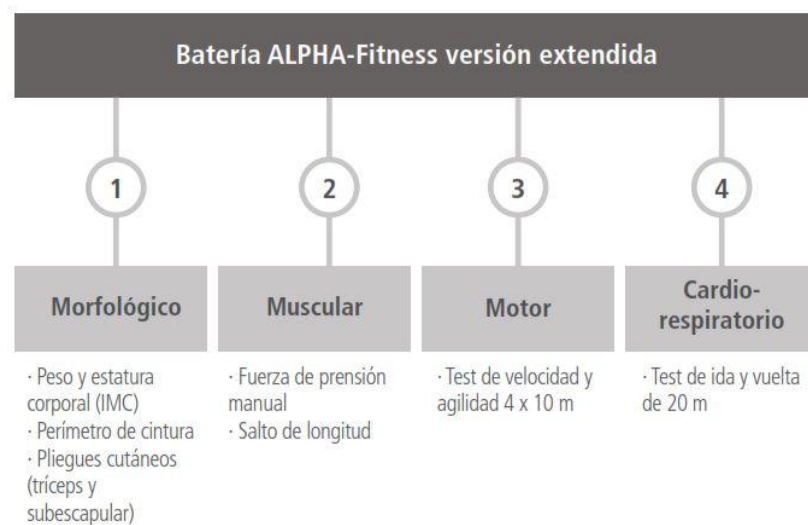 Batería ALPHA-Fitness versión extendida
1
2
3
4
Morfológico
Muscular
Motor
Cardio-
respiratorio
· Peso y estatura
corporal (IMC)
· Perímetro de cintura
· Pliegues cutáneos
(tríceps y
subescapular)
· Fuerza de prensión
manual
· Salto de longitud
· Test de velocidad y
agilidad 4 x 10 m
· Test de ida y vuelta
de 20 m